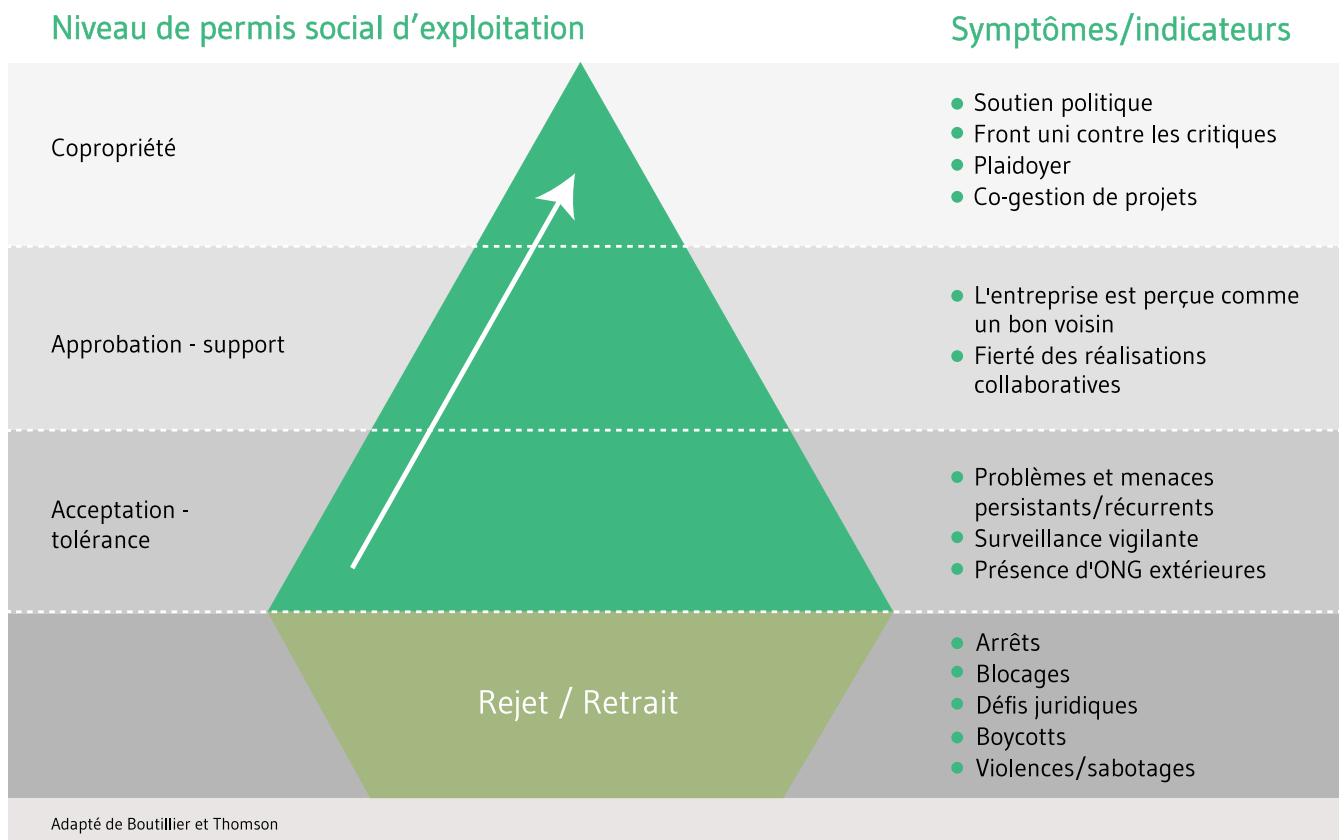 Niveau de permis social d'exploitation
Symptômes/indicateurs
Copropriété
• Soutien politique
• Front uni contre les critiques
• Plaidoyer
• Co-gestion de projets
Approbation - support
• L'entreprise est perçue comme
un bon voisin
• Fierté des réalisations
collaboratives
Acceptation -
tolérance
• Problèmes et menaces
persistants/récurrents
• Surveillance vigilante
• Présence d'ONG extérieures
Rejet / Retrait
• Arrêts
• Blocages
• Défis juridiques
• Boycotts
• Violences/sabotages
Adapté de Boutillier et Thomson